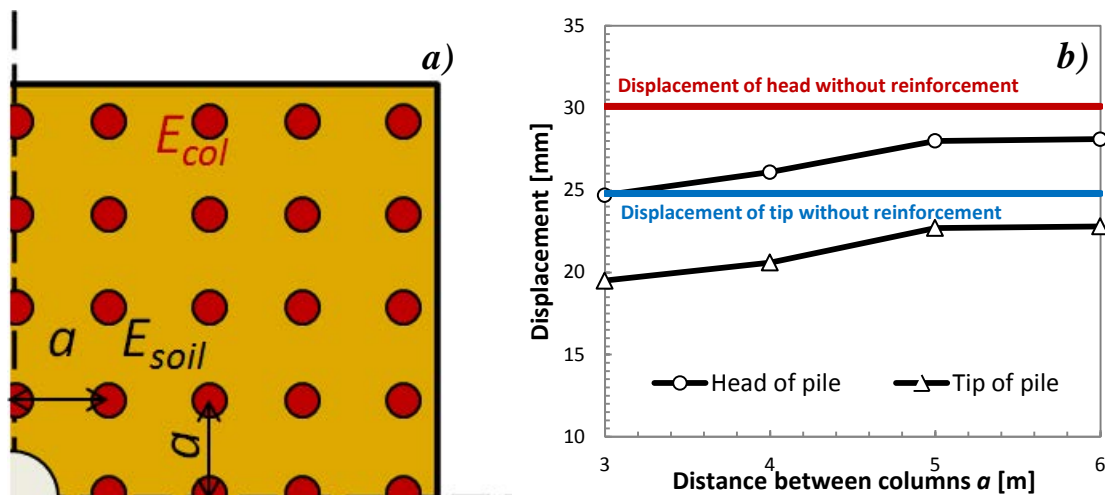 a)
E_col
a
E_soil
a
b)
35
30
25
20
15
10
Displacement [mm]
Displacement of head without reinforcement
Displacement of tip without reinforcement
Head of pile
Tip of pile
3 4 5 6
Distance between columns a [m]